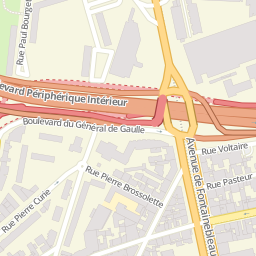 Rue Paul Bourget
evard Périphérique Intérieur
Boulevard du Général de Gaulle
Rue Voltaire
Avenue de Fontainebleau
Rue Pasteur
Rue Pierre Brossolette
Rue Pierre Curie